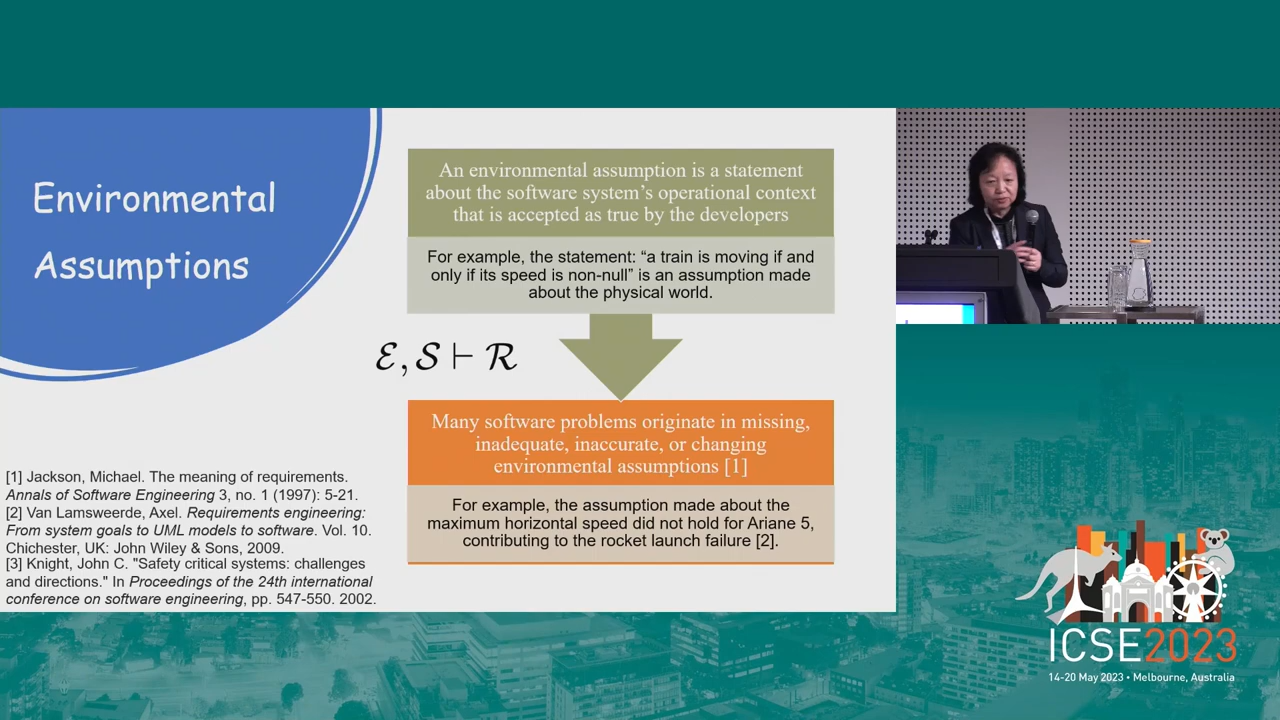 Environmental
Assumptions
An environmental assumption is a statement
about the software system's operational context
that is accepted as true by the developers
For example, the statement: “a train is moving if and
only if its speed is non-null” is an assumption made
about the physical world.
ℰ, 𝒮 ⊢ ℛ
Many software problems originate in missing,
inadequate, inaccurate, or changing
environmental assumptions [1]
For example, the assumption made about the
maximum horizontal speed did not hold for Ariane 5,
contributing to the rocket launch failure [2].
[1] Jackson, Michael. The meaning of requirements.
Annals of Software Engineering 3, no. 1 (1997): 5-21.
[2] Van Lamsweerde, Axel. Requirements engineering:
From system goals to UML models to software. Vol. 10.
Chichester, UK: John Wiley & Sons, 2009.
[3] Knight, John C. "Safety critical systems: challenges
and directions." In Proceedings of the 24th international
conference on software engineering, pp. 547-550. 2002.
ICSE2023
14-20 May 2023 • Melbourne, Australia